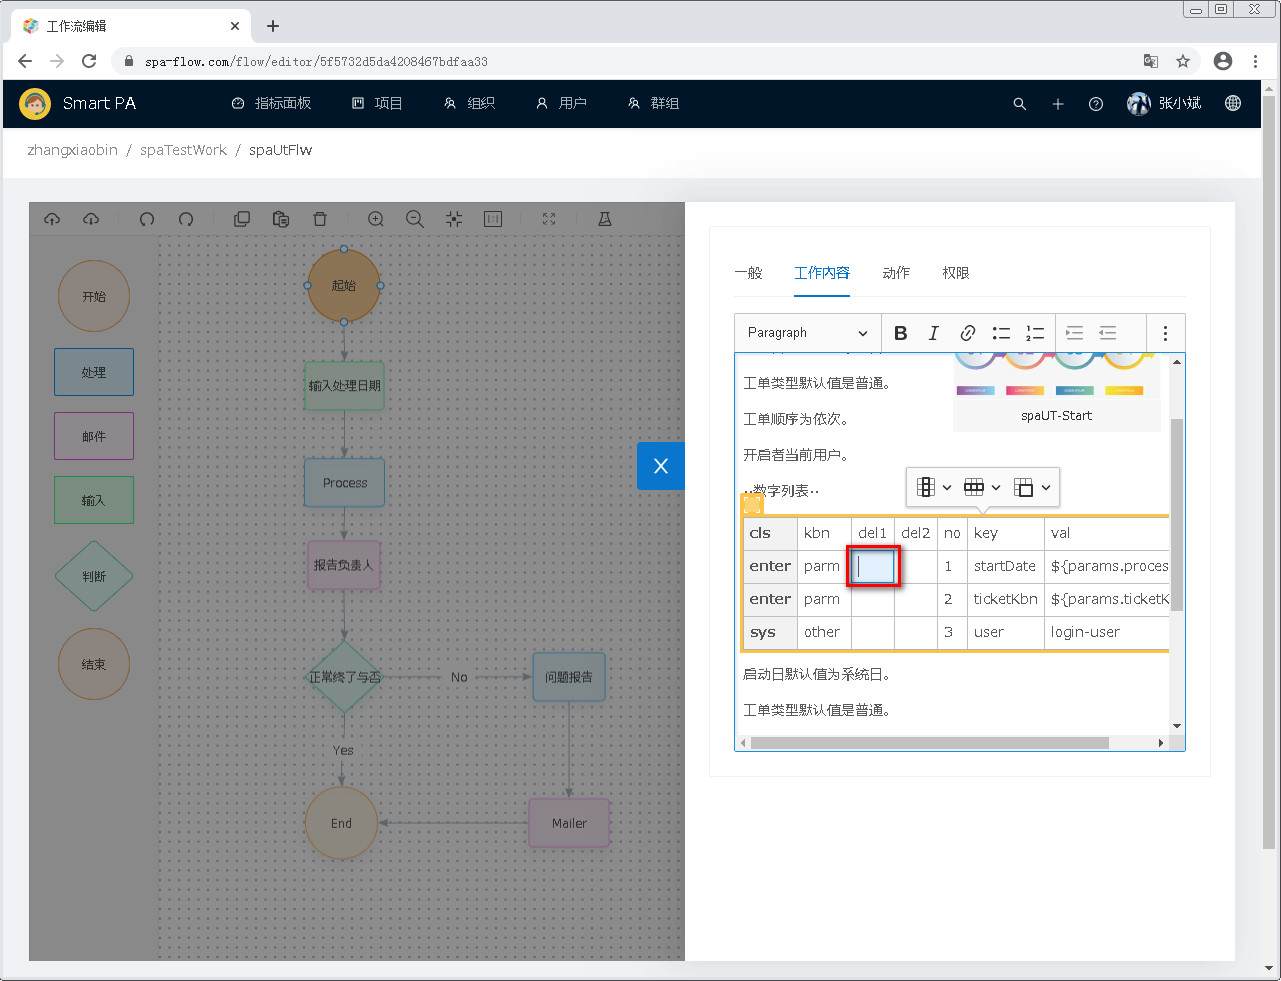 工作流编辑
spa-flow.com/flow/editor/5f5732d5da4208467bdfaa33
Smart PA
指标面板
项目
组织
用户
群组
张小斌
zhangxiaobin / spaTestWork / spaUtFlw
开始
处理
邮件
输入
判断
结束
起始
输入处理日期
Process
报告负责人
正常终了与否
No
问题报告
Yes
End
Mailer
X
一般
工作内容
动作
权限
Paragraph
工单类型默认值是普通。
spaUT-Start
工单顺序为依次。
开启者当前用户。
··数字列表··
cls kbn del1 del2 no key val
enter parm 1 startDate ${params.proces
enter parm 2 ticketKbn ${params.ticketK
sys other 3 user login-user
启动日默认值为系统日。
工单类型默认值是普通。